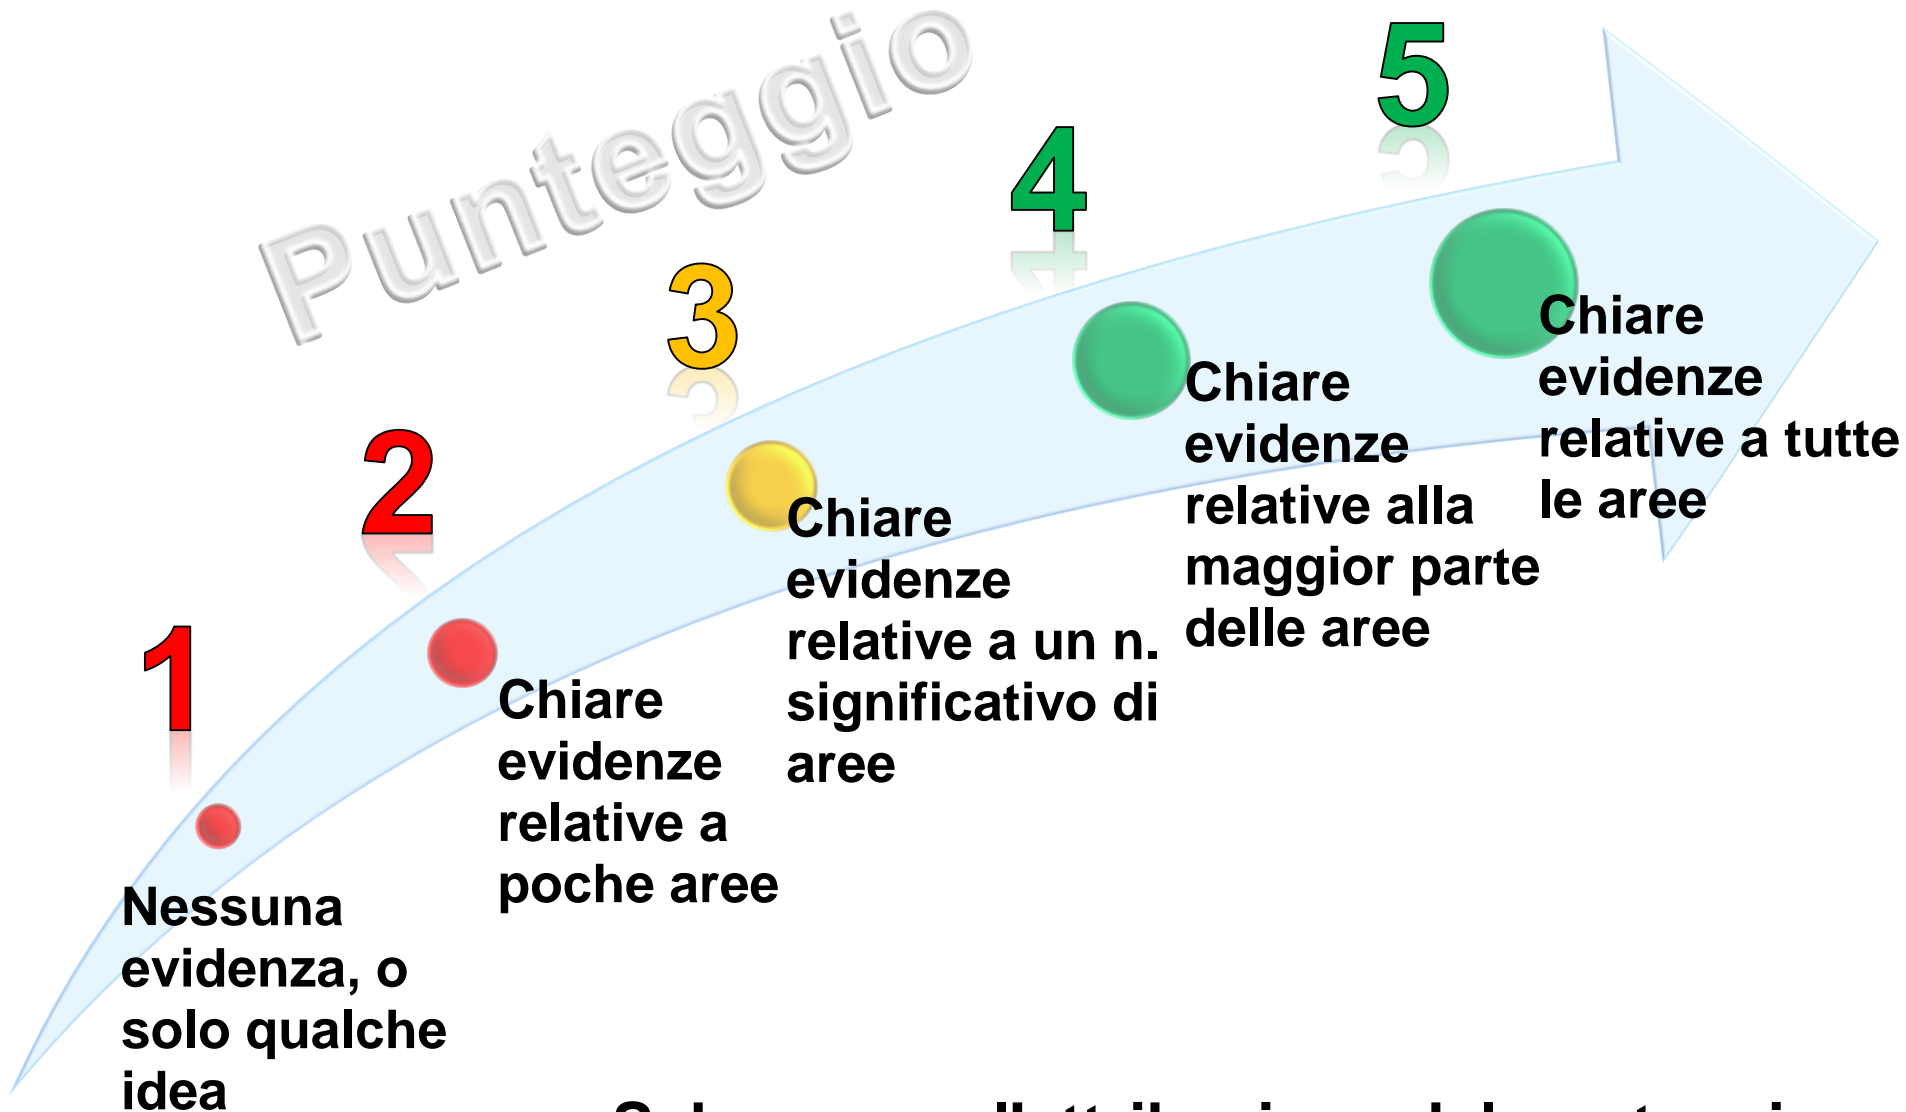 Punteggio
1
Nessuna
evidenza, o
solo qualche
idea
2
Chiare
evidenze
relative a
poche aree
3
Chiare
evidenze
relative a un n.
significativo di
aree
4
Chiare
evidenze
relative alla
maggior parte
delle aree
5
Chiare
evidenze
relative a tutte
le aree